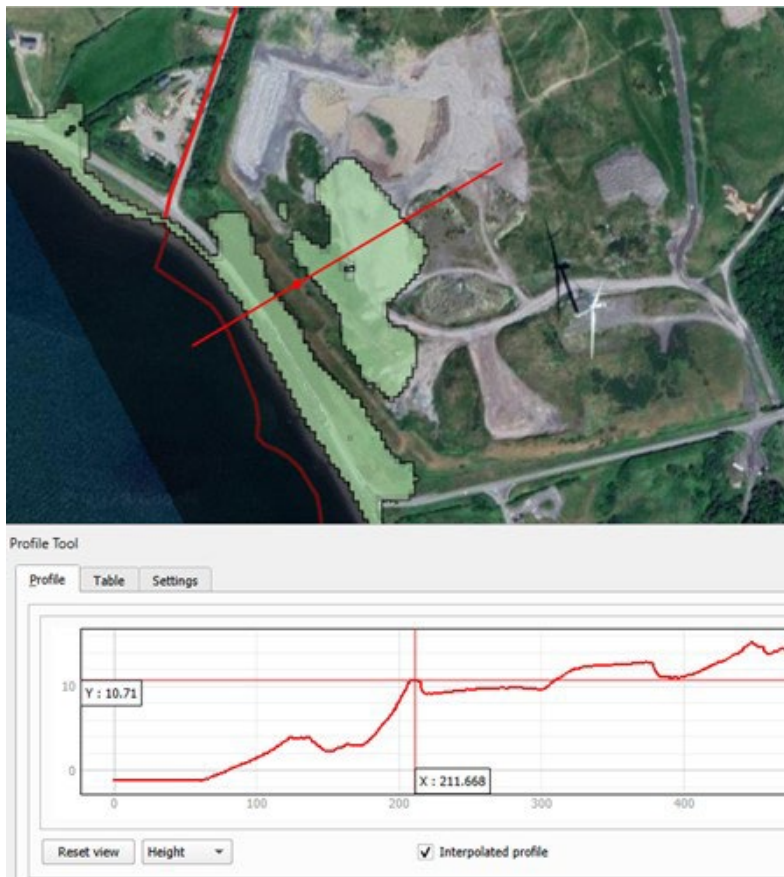 Profile Tool
Profile Table Settings
10
Y : 10.71
0
X : 211.668
0 100 200 300 400
Reset view Height Interpolated profile